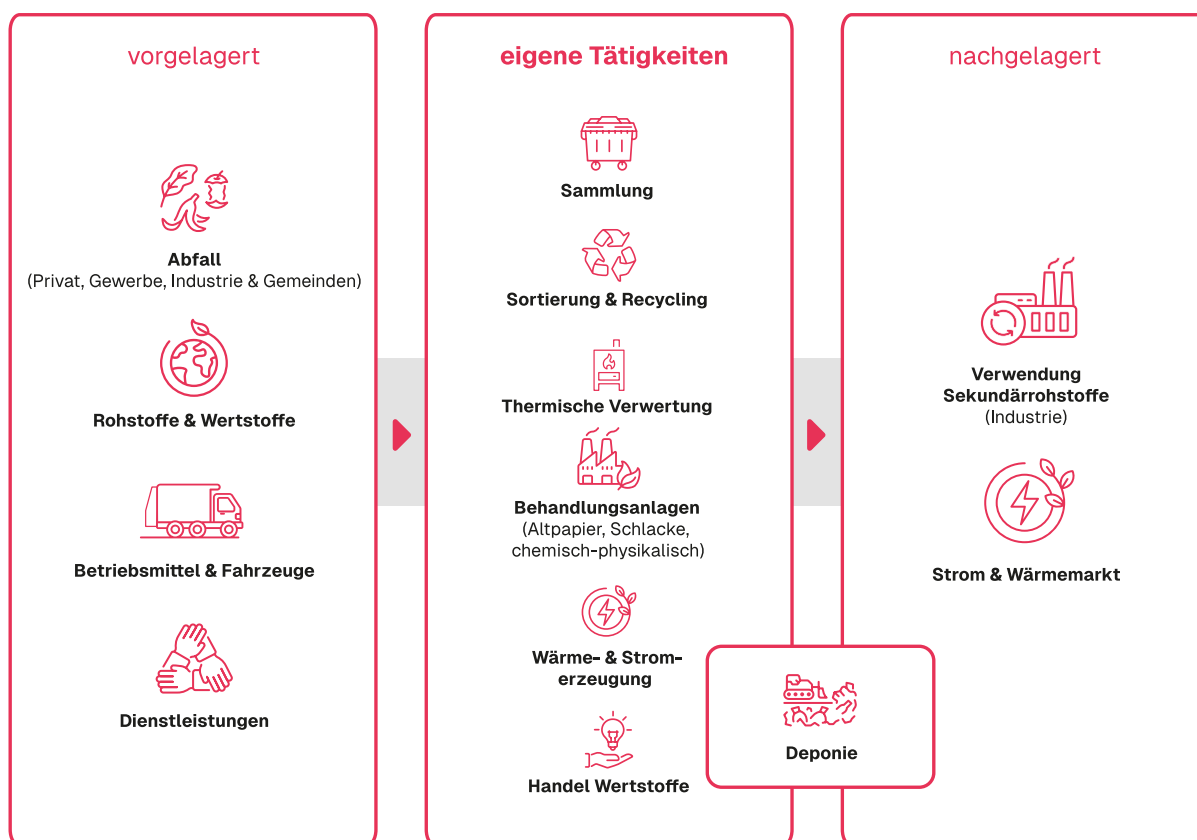 vorgelagert
Abfall
(Privat, Gewerbe, Industrie & Gemeinden)
Rohstoffe & Wertstoffe
Betriebsmittel & Fahrzeuge
Dienstleistungen
eigene Tätigkeiten
Sammlung
Sortierung & Recycling
Thermische Verwertung
Behandlungsanlagen
(Altpapier, Schlacke,
chemisch-physikalisch)
Wärme- & Strom-
erzeugung
Handel Wertstoffe
Deponie
nachgelagert
Verwendung
Sekundärrohstoffe
(Industrie)
Strom & Wärmemarkt